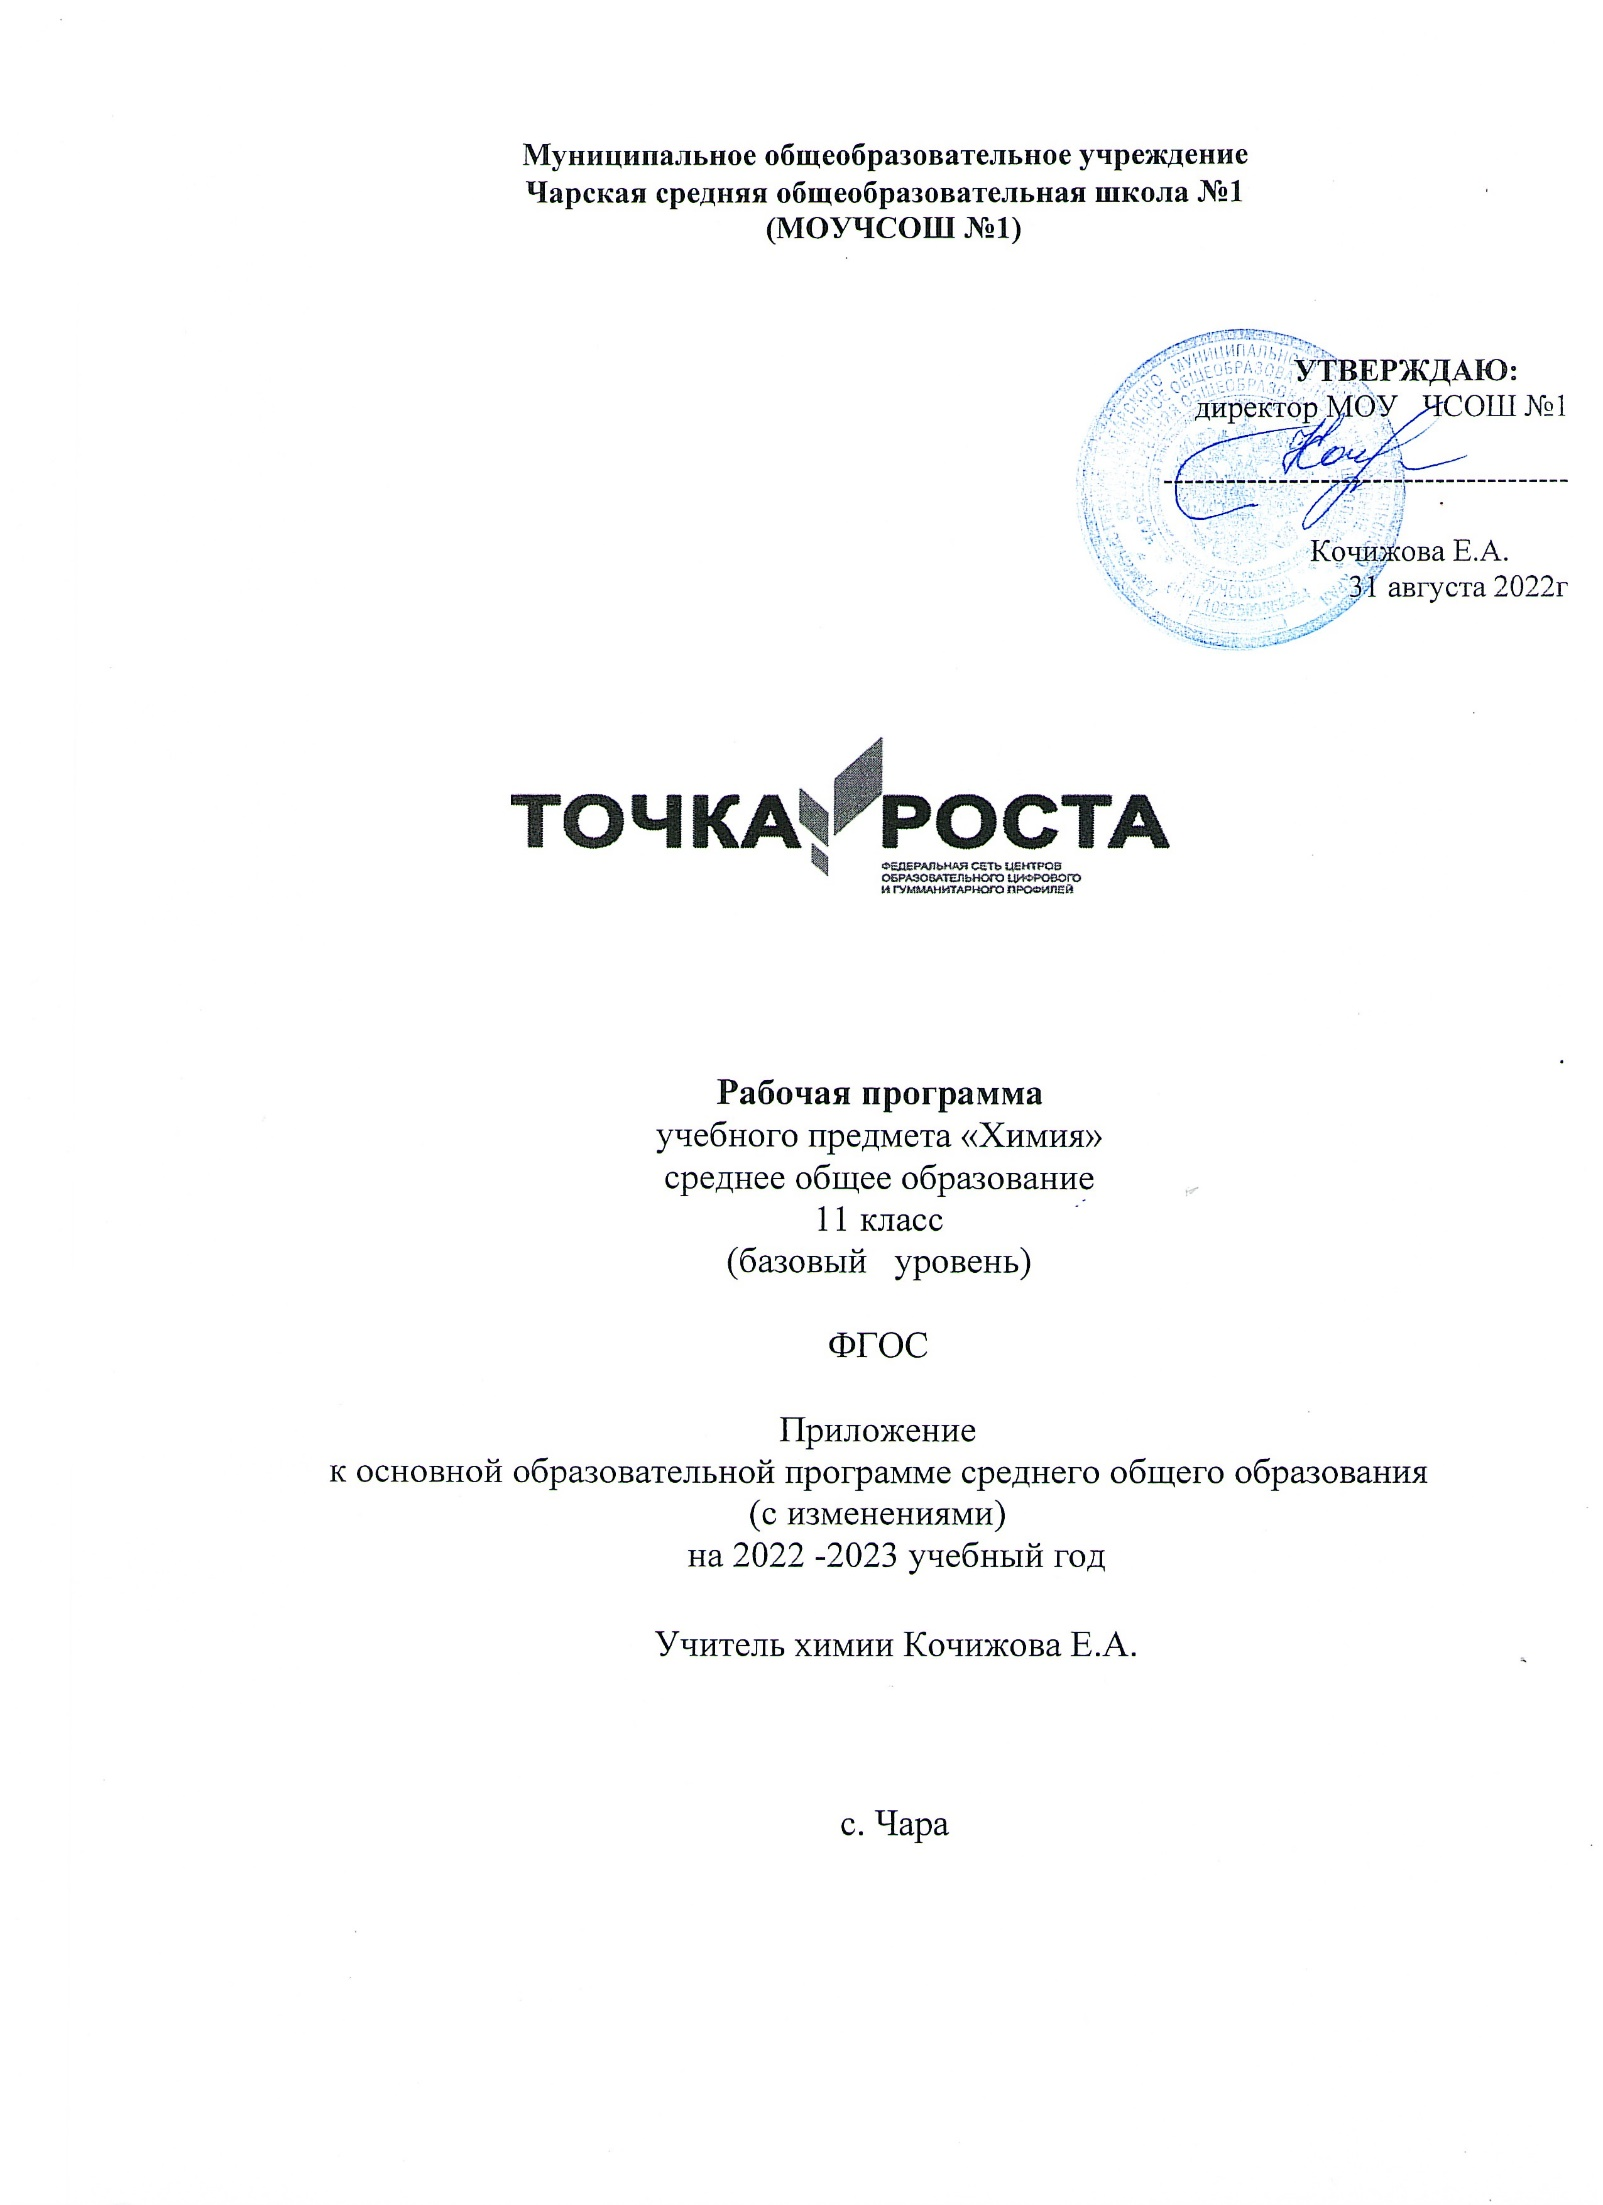 Муниципальное общеобразовательное учреждение
Чарская средняя общеобразовательная школа №1
(МОУЧСОШ №1)
УТВЕРЖДАЮ:
директор МОУ ЧСОШ №1
Кочижова Е.А.
31 августа 2022г
ТОЧКА РОСТА
ФЕДЕРАЛЬНАЯ СЕТЬ ЦЕНТРОВ
ОБРАЗОВАТЕЛЬНОГО ЦИФРОВОГО
И ГУММАНИТАРНОГО ПРОФИЛЕЙ
Рабочая программа
учебного предмета «Химия»
среднее общее образование
11 класс
(базовый уровень)
ФГОС
Приложение
к основной образовательной программе среднего общего образования
(с изменениями)
на 2022 -2023 учебный год
Учитель химии Кочижова Е.А.
с. Чара